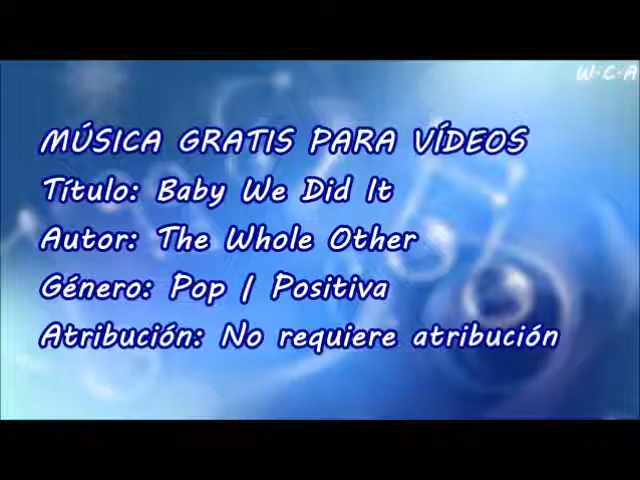 W-C-A
MÚSICA GRATIS PARA VÍDEOS
Título: Baby We Did It
Autor: The Whole Other
Género: Pop / Positiva
Atribución: No requiere atribución